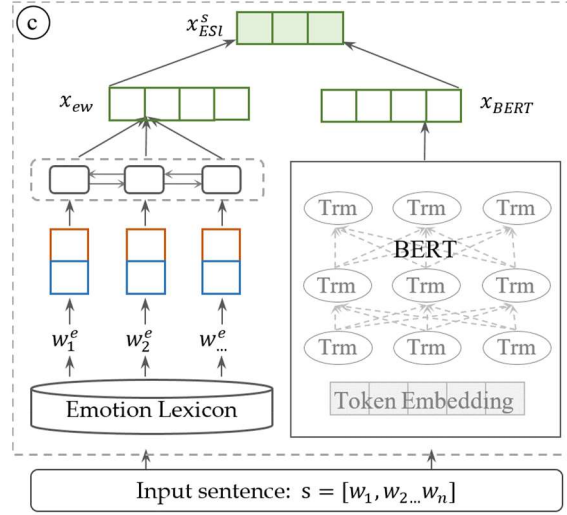 c
x^s_{ESl}
x_{ew}
x_{BERT}
Trm Trm Trm
BERT
Trm Trm Trm
w^e_1 w^e_2 w^e_{...}
Trm Trm Trm
Emotion Lexicon
Token Embedding
Input sentence: s = [w_1, w_2... w_n]